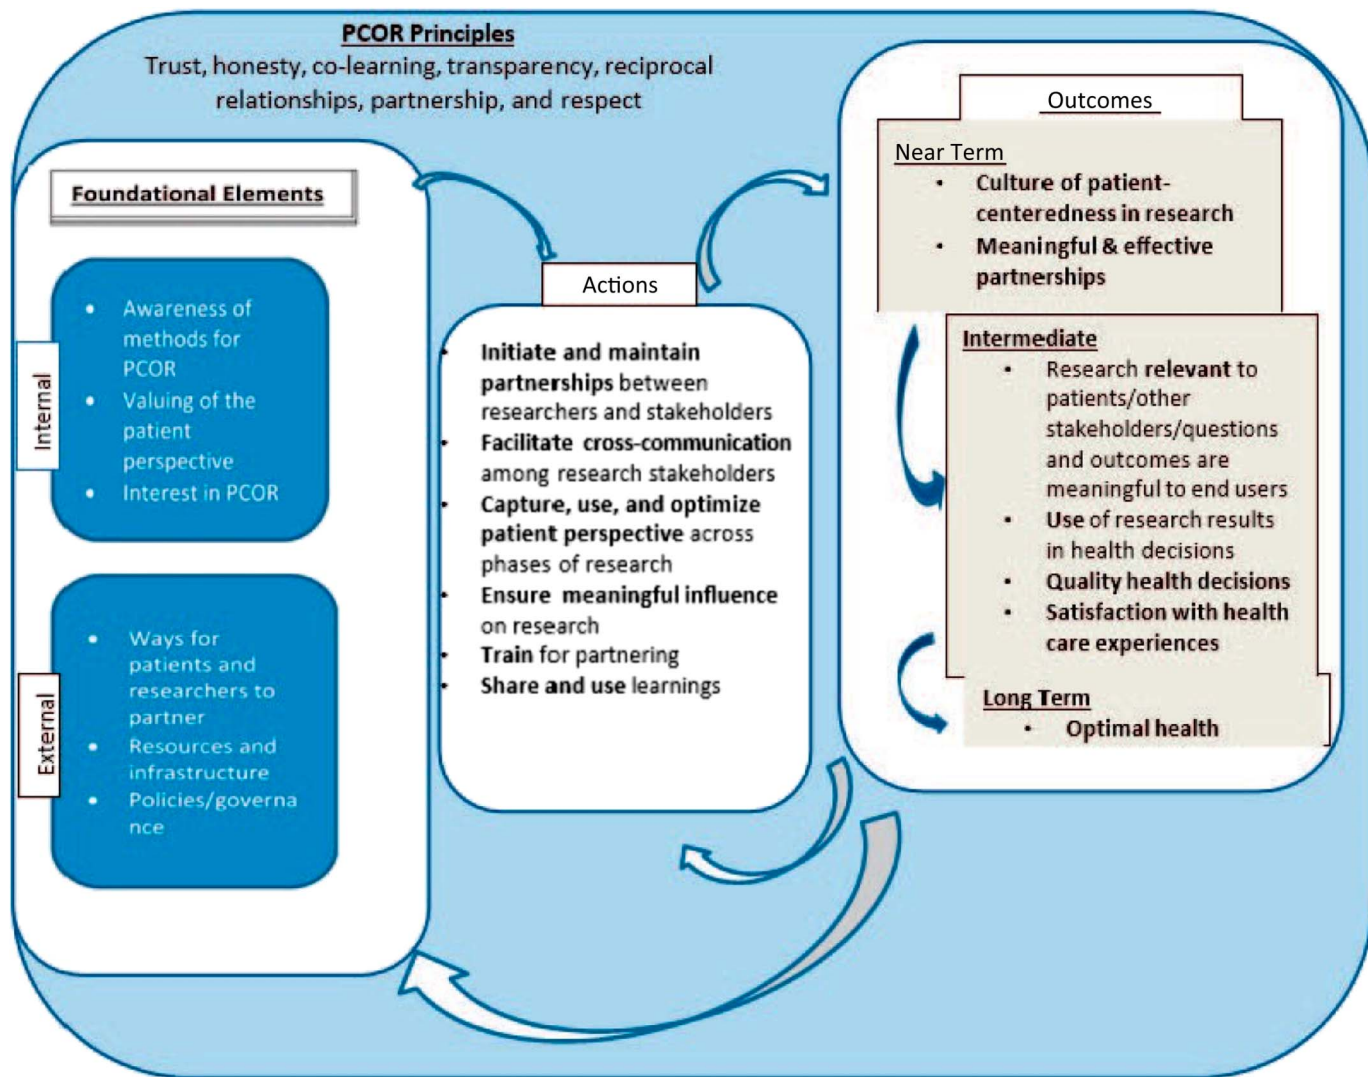 PCOR Principles
Trust, honesty, co-learning, transparency, reciprocal
relationships, partnership, and respect
Foundational Elements
Internal
• Awareness of
methods for
PCOR
• Valuing of the
patient
perspective
• Interest in PCOR
External
• Ways for
patients and
researchers to
partner
• Resources and
infrastructure
• Policies/governa
nce
Actions
• Initiate and maintain
partnerships between
researchers and stakeholders
• Facilitate cross-communication
among research stakeholders
• Capture, use, and optimize
patient perspective across
phases of research
• Ensure meaningful influence
on research
• Train for partnering
• Share and use learnings
Outcomes
Near Term
• Culture of patient-
centeredness in research
• Meaningful & effective
partnerships
Intermediate
• Research relevant to
patients/other
stakeholders/questions
and outcomes are
meaningful to end users
• Use of research results
in health decisions
• Quality health decisions
• Satisfaction with health
care experiences
Long Term
• Optimal health